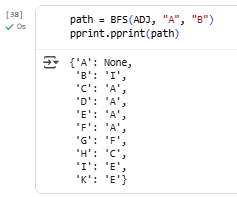 [38]
0s
path = BFS(ADJ, "A", "B")
pprint.pprint(path)
{'A': None,
'B': 'I',
'C': 'A',
'D': 'A',
'E': 'A',
'F': 'A',
'G': 'F',
'H': 'C',
'I': 'E',
'K': 'E'}